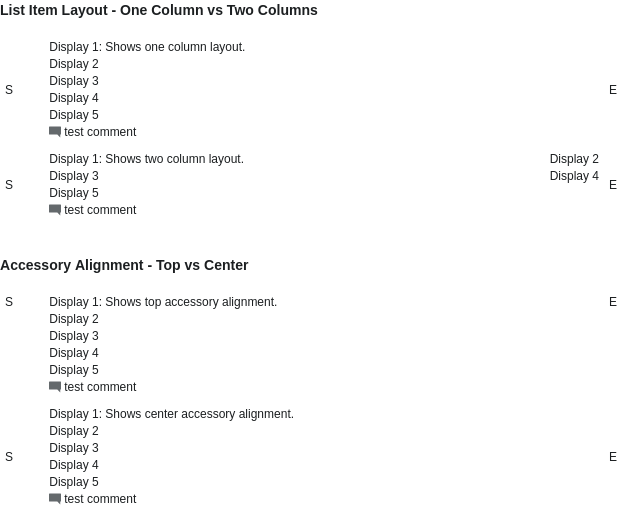 List Item Layout - One Column vs Two Columns
Display 1: Shows one column layout.
Display 2
Display 3
S
E
Display 4
Display 5
test comment
Display 1: Shows two column layout. Display 2
Display 3 Display 4
S
E
Display 5
test comment
Accessory Alignment - Top vs Center
S Display 1: Shows top accessory alignment. E
Display 2
Display 3
Display 4
Display 5
test comment
Display 1: Shows center accessory alignment.
Display 2
Display 3
S
E
Display 4
Display 5
test comment